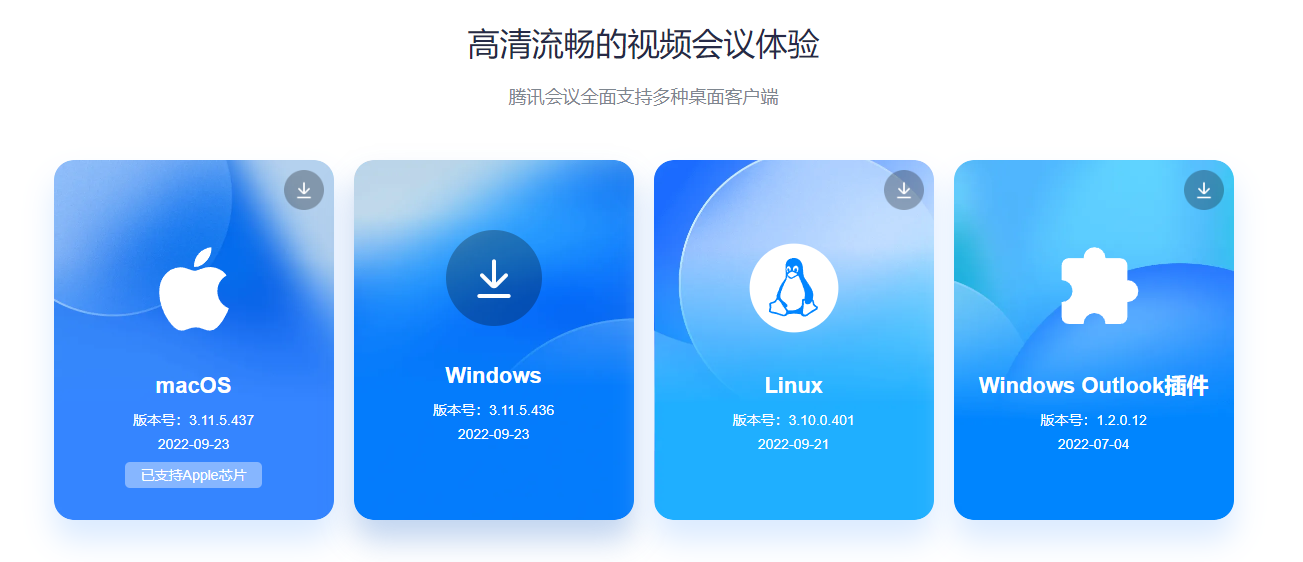 高清流畅的视频会议体验
腾讯会议全面支持多种桌面客户端
macOS
版本号：3.11.5.437
2022-09-23
已支持Apple芯片
Windows
版本号：3.11.5.436
2022-09-23
Linux
版本号：3.10.0.401
2022-09-21
Windows Outlook插件
版本号：1.2.0.12
2022-07-04